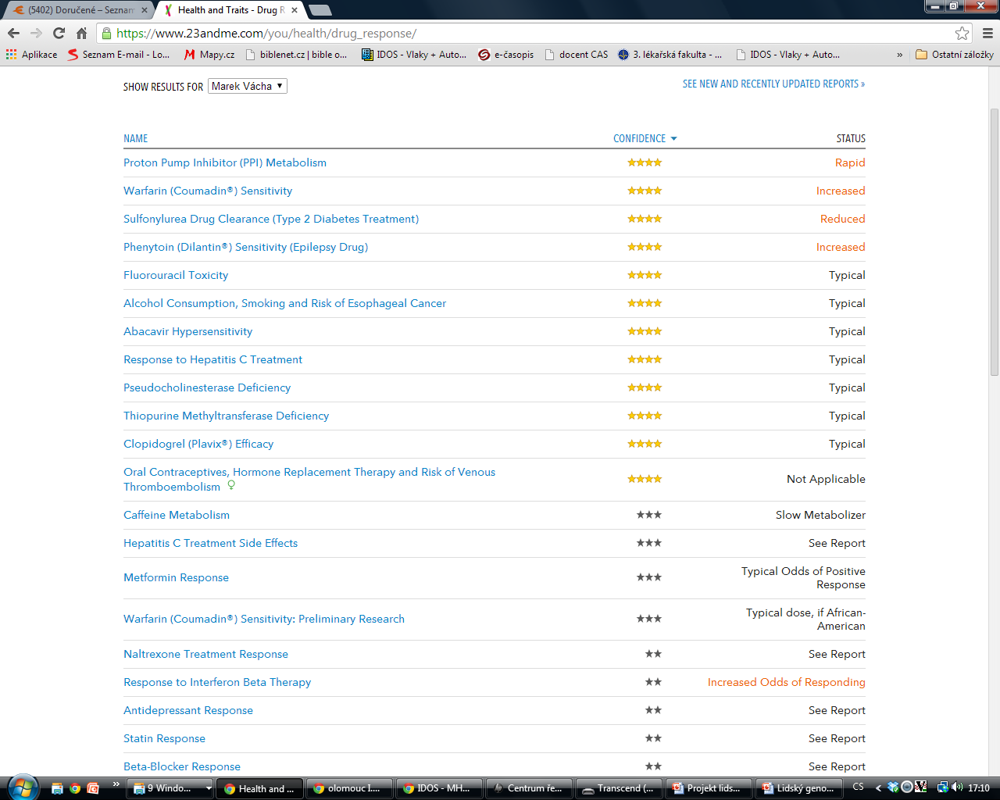 (5402) Doručené – Seznam
Health and Traits - Drug R
https://www.23andme.com/you/health/drug_response/
Aplikace
Seznam E-mail - Lo...
Mapy.cz
biblenet.cz | bible o...
IDOS - Vlaky + Auto...
e-časopis
docent CAS
3. lékařská fakulta - ...
IDOS - Vlaky + Auto...
»
Ostatní záložky
SHOW RESULTS FOR Marek Vácha
SEE NEW AND RECENTLY UPDATED REPORTS »
NAME CONFIDENCE STATUS
Proton Pump Inhibitor (PPI) Metabolism Rapid
Warfarin (Coumadin®) Sensitivity Increased
Sulfonylurea Drug Clearance (Type 2 Diabetes Treatment) Reduced
Phenytoin (Dilantin®) Sensitivity (Epilepsy Drug) Increased
Fluorouracil Toxicity Typical
Alcohol Consumption, Smoking and Risk of Esophageal Cancer Typical
Abacavir Hypersensitivity Typical
Response to Hepatitis C Treatment Typical
Pseudocholinesterase Deficiency Typical
Thiopurine Methyltransferase Deficiency Typical
Clopidogrel (Plavix®) Efficacy Typical
Oral Contraceptives, Hormone Replacement Therapy and Risk of Venous
Thromboembolism
Not Applicable
Caffeine Metabolism Slow Metabolizer
Hepatitis C Treatment Side Effects See Report
Metformin Response
Typical Odds of Positive
Response
Warfarin (Coumadin®) Sensitivity: Preliminary Research
Typical dose, if African-
American
Naltrexone Treatment Response See Report
Response to Interferon Beta Therapy Increased Odds of Responding
Antidepressant Response See Report
Statin Response See Report
Beta-Blocker Response See Report
»
9 Windo...
Health and ...
olomouc I....
IDOS - MH...
Centrum ře...
Transcend (...
Projekt lids...
Lidský geno...
CS
17:10